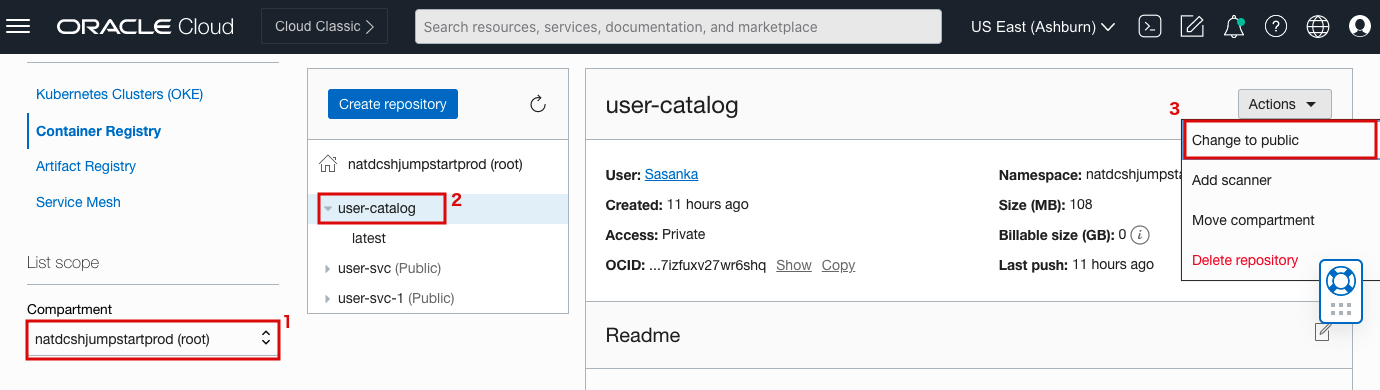 ORACLE Cloud
Cloud Classic
Search resources, services, documentation, and marketplace
US East (Ashburn)
Kubernetes Clusters (OKE)
Container Registry
Artifact Registry
Service Mesh
List scope
Compartment
natdcshjumpstartprod (root)
1
Create repository
natdcshjumpstartprod (root)
user-catalog
2
latest
user-svc (Public)
user-svc-1 (Public)
user-catalog
Actions
3
Change to public
Add scanner
Move compartment
Delete repository
User: Sasanka
Created: 11 hours ago
Access: Private
OCID: ...7izfuxv27wr6shq Show Copy
Namespace: natdcshjumpst
Size (MB): 108
Billable size (GB): 0
Last push: 11 hours ago
Readme